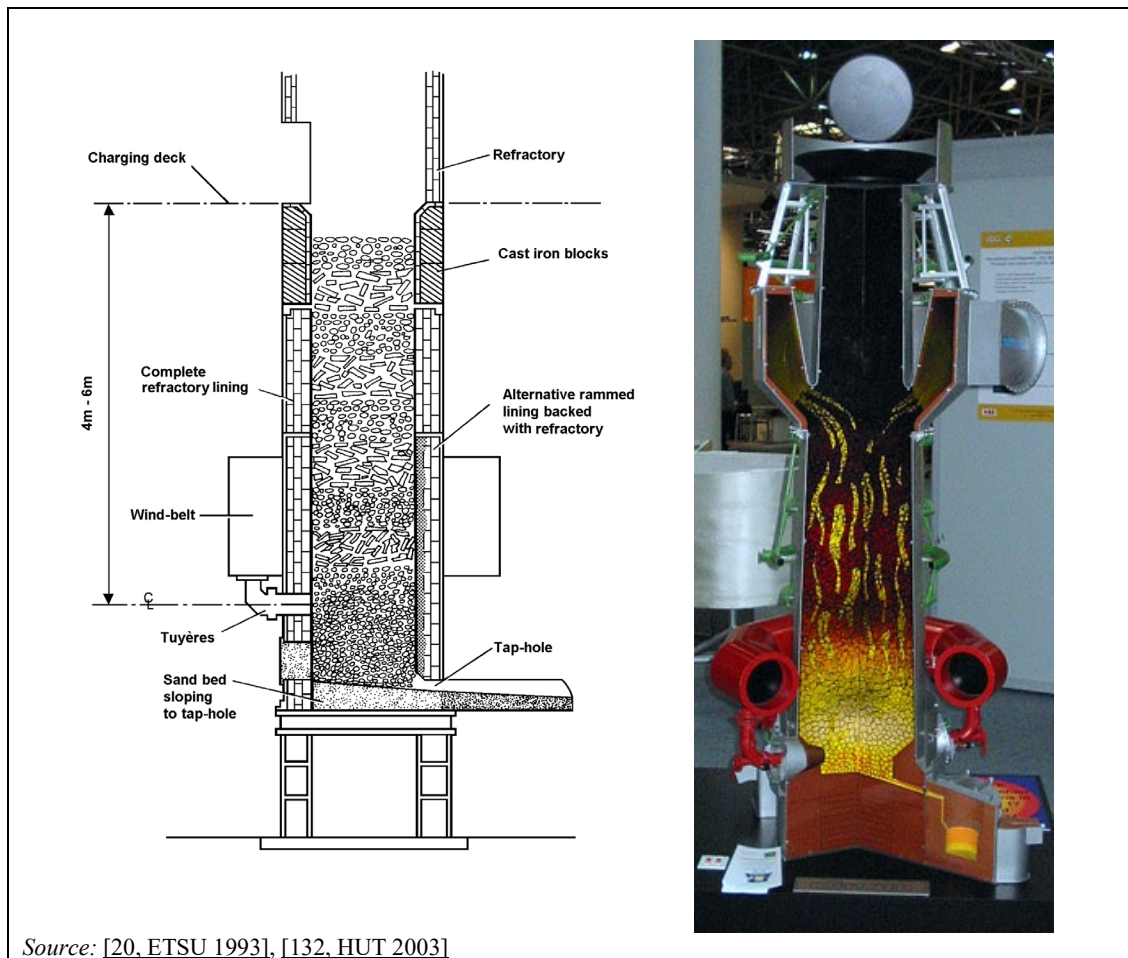 Charging deck
Refractory
Cast iron blocks
Complete
refractory lining
4m - 6m
Alternative rammed
lining backed
with refractory
Wind-belt
C
L
Tuyères
Tap-hole
Sand bed
sloping
to tap-hole
Source: [20, ETSU 1993], [132, HUT 2003]